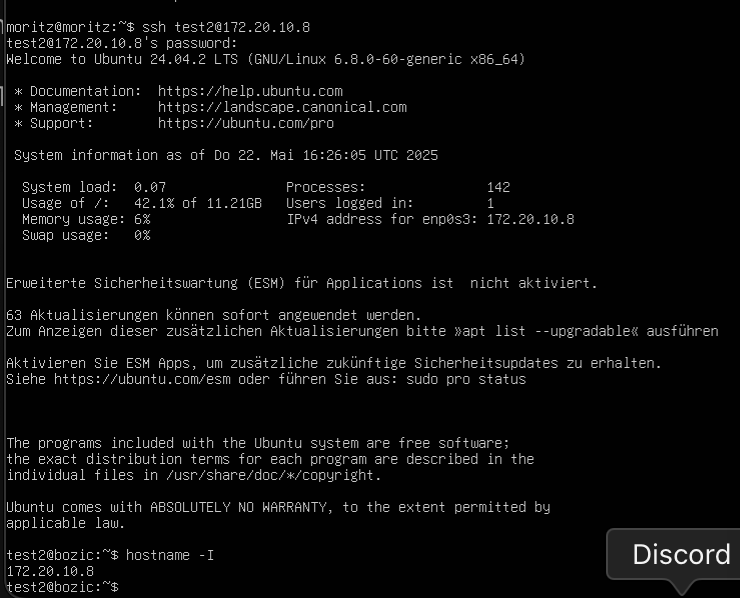 moritz@moritz:~$ ssh test2@172.20.10.8
test2@172.20.10.8's password:
Welcome to Ubuntu 24.04.2 LTS (GNU/Linux 6.8.0-60-generic x86_64)

 * Documentation:  https://help.ubuntu.com
 * Management:     https://landscape.canonical.com
 * Support:        https://ubuntu.com/pro

 System information as of Do 22. Mai 16:26:05 UTC 2025

  System load:  0.07               Processes:               142
  Usage of /:   42.1% of 11.21GB   Users logged in:         1
  Memory usage: 6%                 IPv4 address for enp0s3: 172.20.10.8
  Swap usage:   0%

Erweiterte Sicherheitswartung (ESM) für Applications ist  nicht aktiviert.

63 Aktualisierungen können sofort angewendet werden.
Zum Anzeigen dieser zusätzlichen Aktualisierungen bitte »apt list --upgradable« ausführen

Aktivieren Sie ESM Apps, um zusätzliche zukünftige Sicherheitsupdates zu erhalten.
Siehe https://ubuntu.com/esm oder führen Sie aus: sudo pro status

The programs included with the Ubuntu system are free software;
the exact distribution terms for each program are described in the
individual files in /usr/share/doc/*/copyright.

Ubuntu comes with ABSOLUTELY NO WARRANTY, to the extent permitted by
applicable law.

test2@bozic:~$ hostname -I
172.20.10.8
test2@bozic:~$
Discord